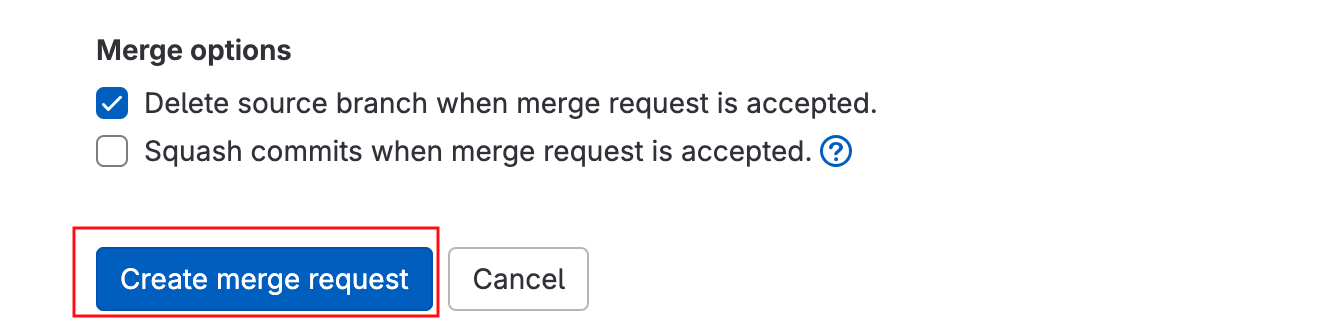 Merge options
Delete source branch when merge request is accepted.
Squash commits when merge request is accepted. ?
Create merge request Cancel